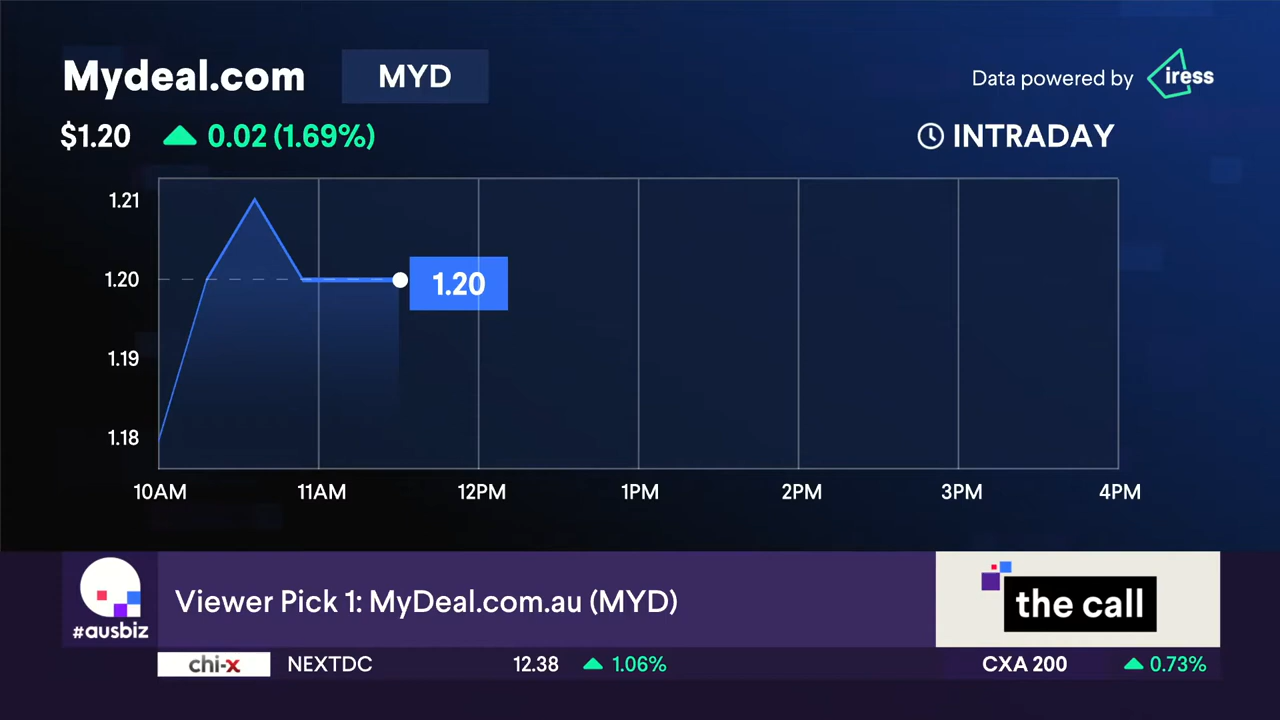 Mydeal.com MYD
Data powered by iress
$1.20 ▲ 0.02 (1.69%)
INTRADAY
1.21
1.20
1.20
1.19
1.18
10AM 11AM 12PM 1PM 2PM 3PM 4PM
#ausbiz
Viewer Pick 1: MyDeal.com.au (MYD)
the call
chi-x NEXTDC 12.38 ▲ 1.06% CXA 200 ▲ 0.73%